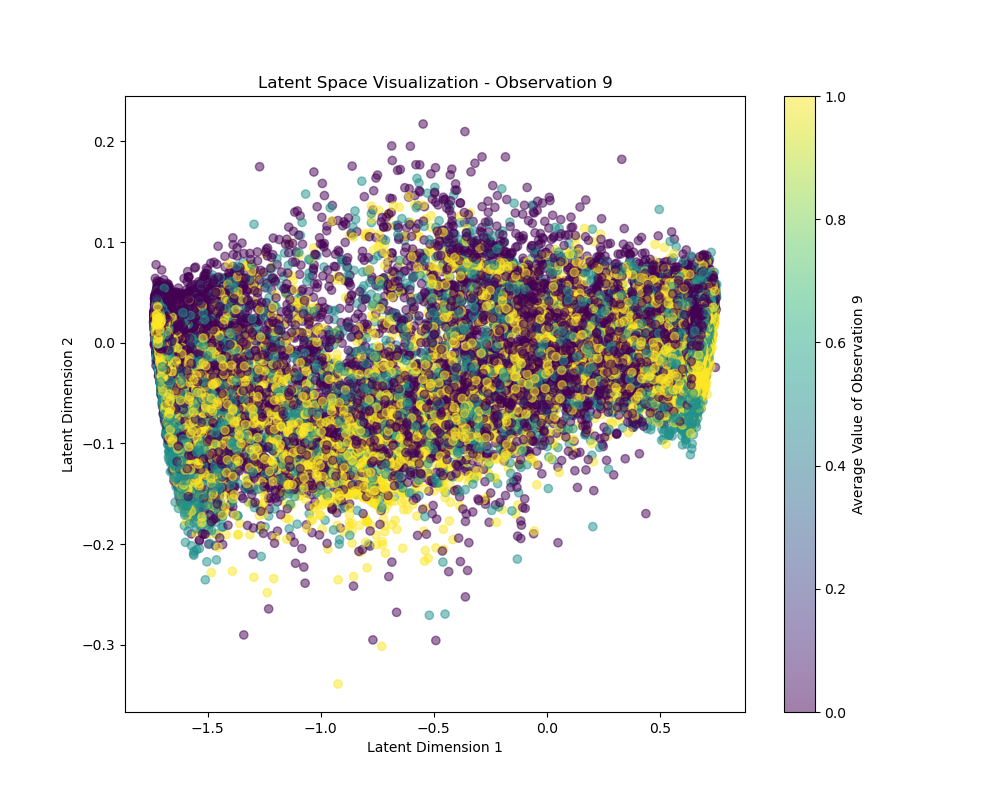 Latent Space Visualization - Observation 9
0.2
0.1
0.0
−0.1
−0.2
−0.3
Latent Dimension 2
−1.5 −1.0 −0.5 0.0 0.5
Latent Dimension 1
1.0
0.8
0.6
0.4
0.2
0.0
Average Value of Observation 9